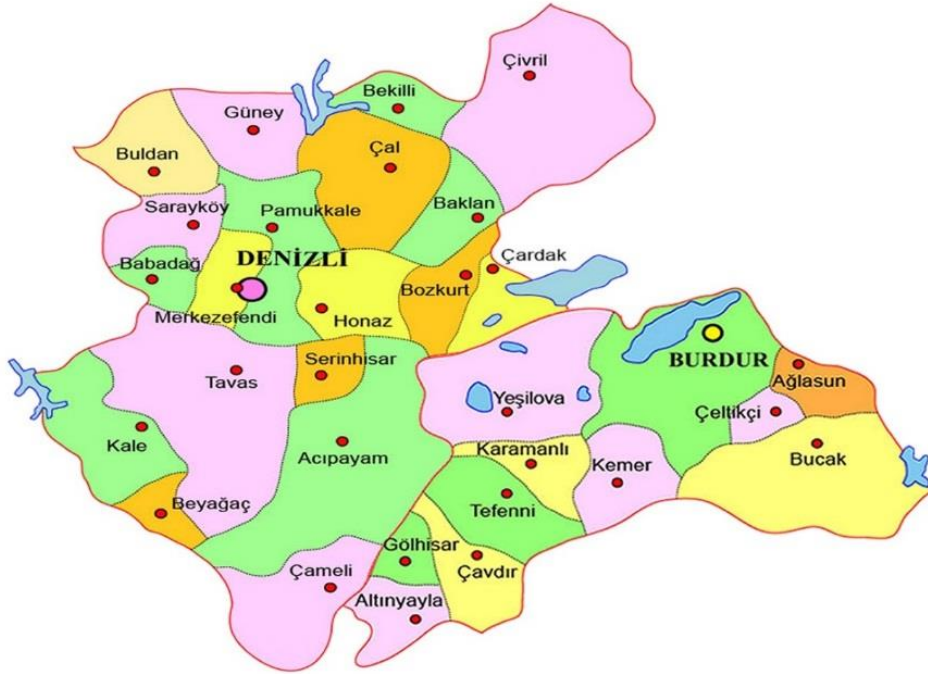 Çivril
Bekilli
Güney
Çal
Buldan
Sarayköy
Pamukkale
Baklan
DENİZLİ
Çardak
Babadağ
Bozkurt
Merkezefendi
Honaz
BURDUR
Serinhisar
Tavas
Ağlasun
Yeşilova
Çeltikçi
Kale
Acıpayam
Karamanlı
Kemer
Bucak
Beyağaç
Tefenni
Gölhisar
Çameli
Çavdır
Altınyayla